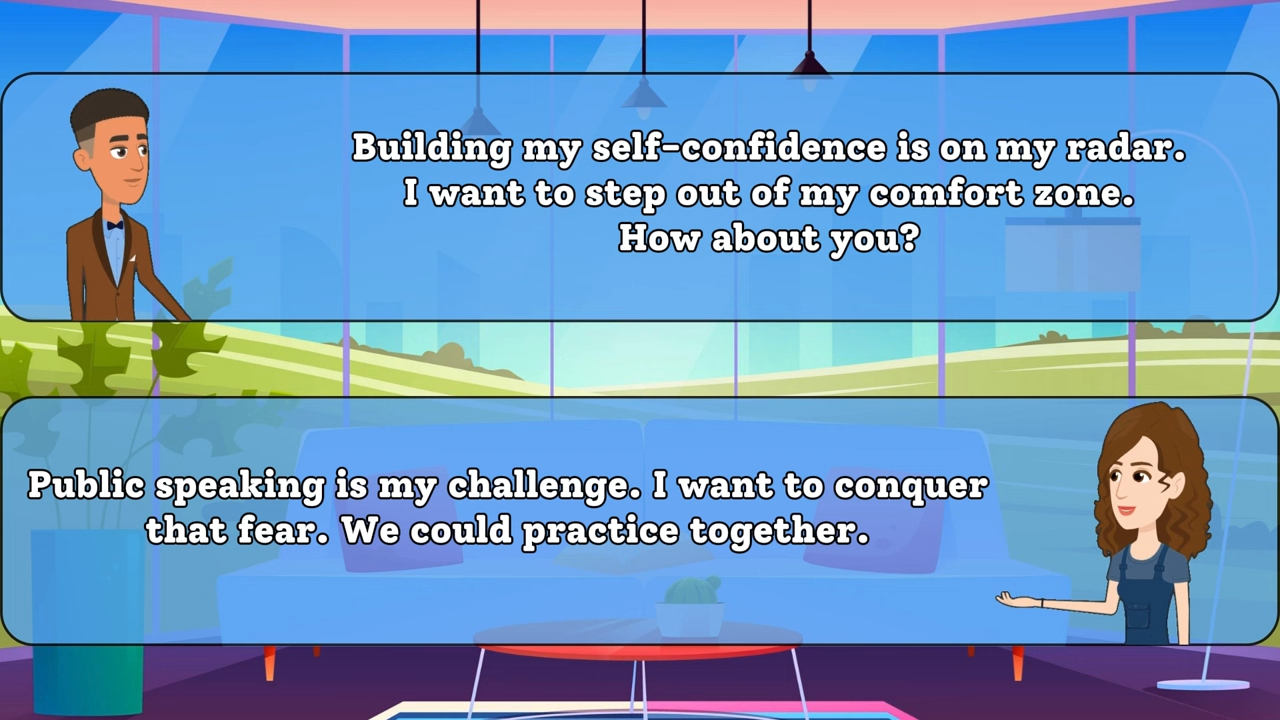 Building my self-confidence is on my radar.
I want to step out of my comfort zone.
How about you?
Public speaking is my challenge. I want to conquer
that fear. We could practice together.